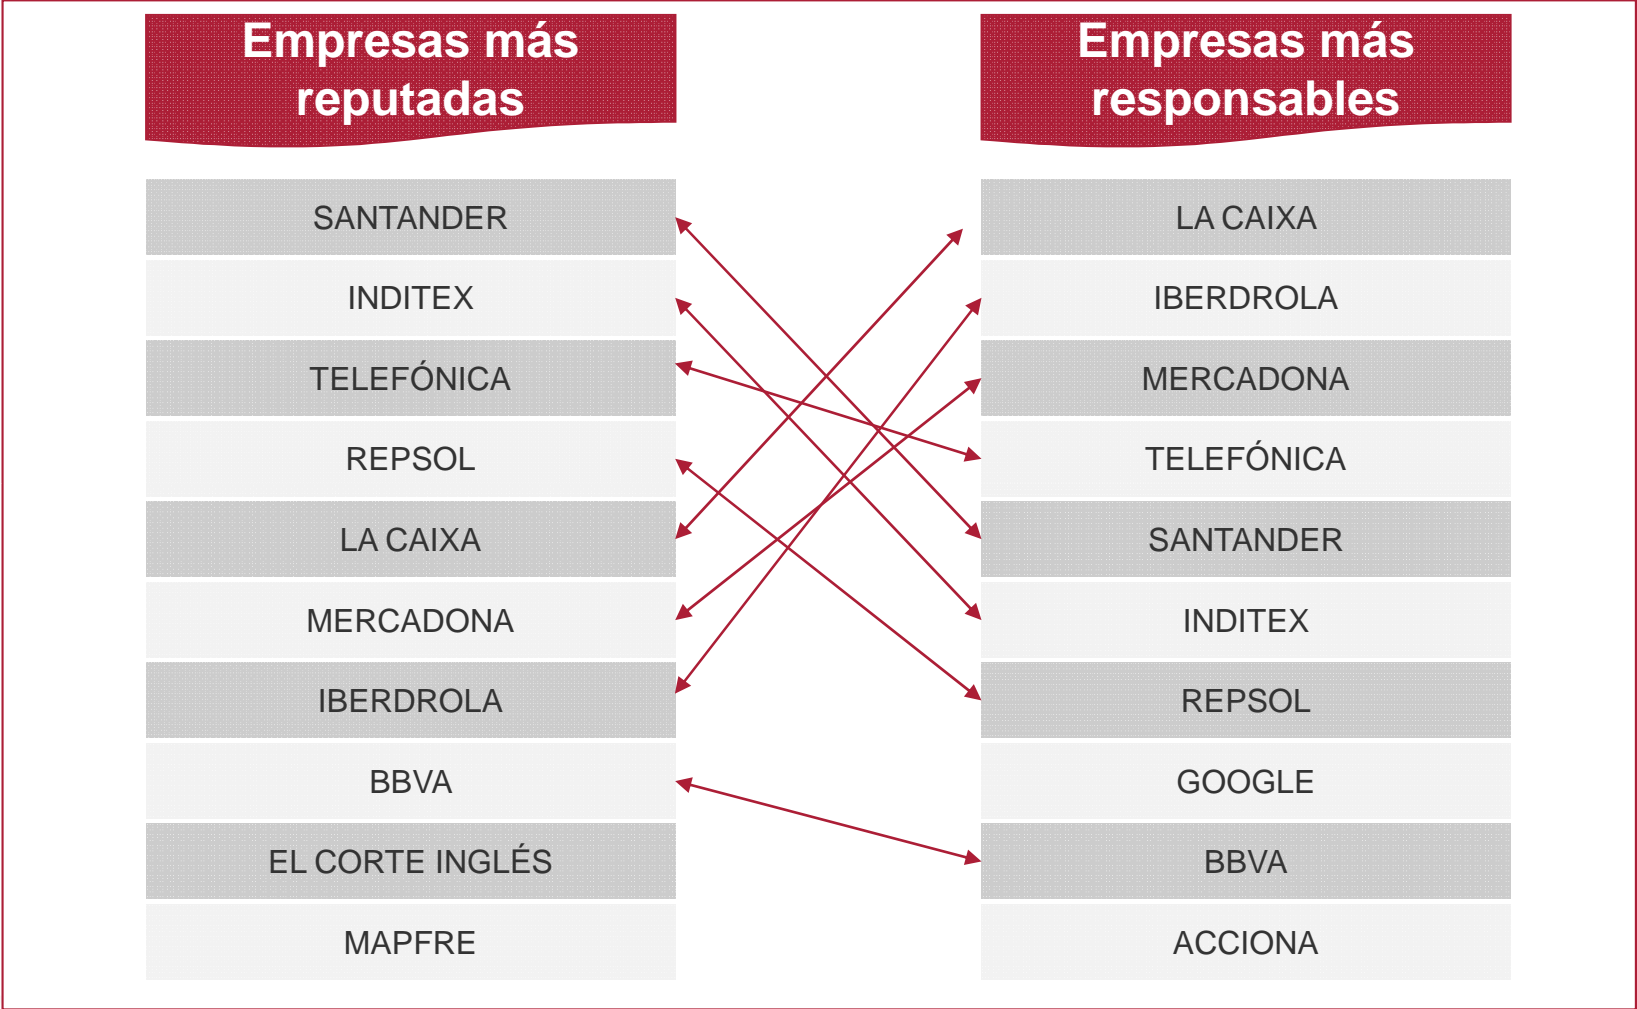 Empresas más
reputadas
SANTANDER
INDITEX
TELEFÓNICA
REPSOL
LA CAIXA
MERCADONA
IBERDROLA
BBVA
EL CORTE INGLÉS
MAPFRE
Empresas más
responsables
LA CAIXA
IBERDROLA
MERCADONA
TELEFÓNICA
SANTANDER
INDITEX
REPSOL
GOOGLE
BBVA
ACCIONA